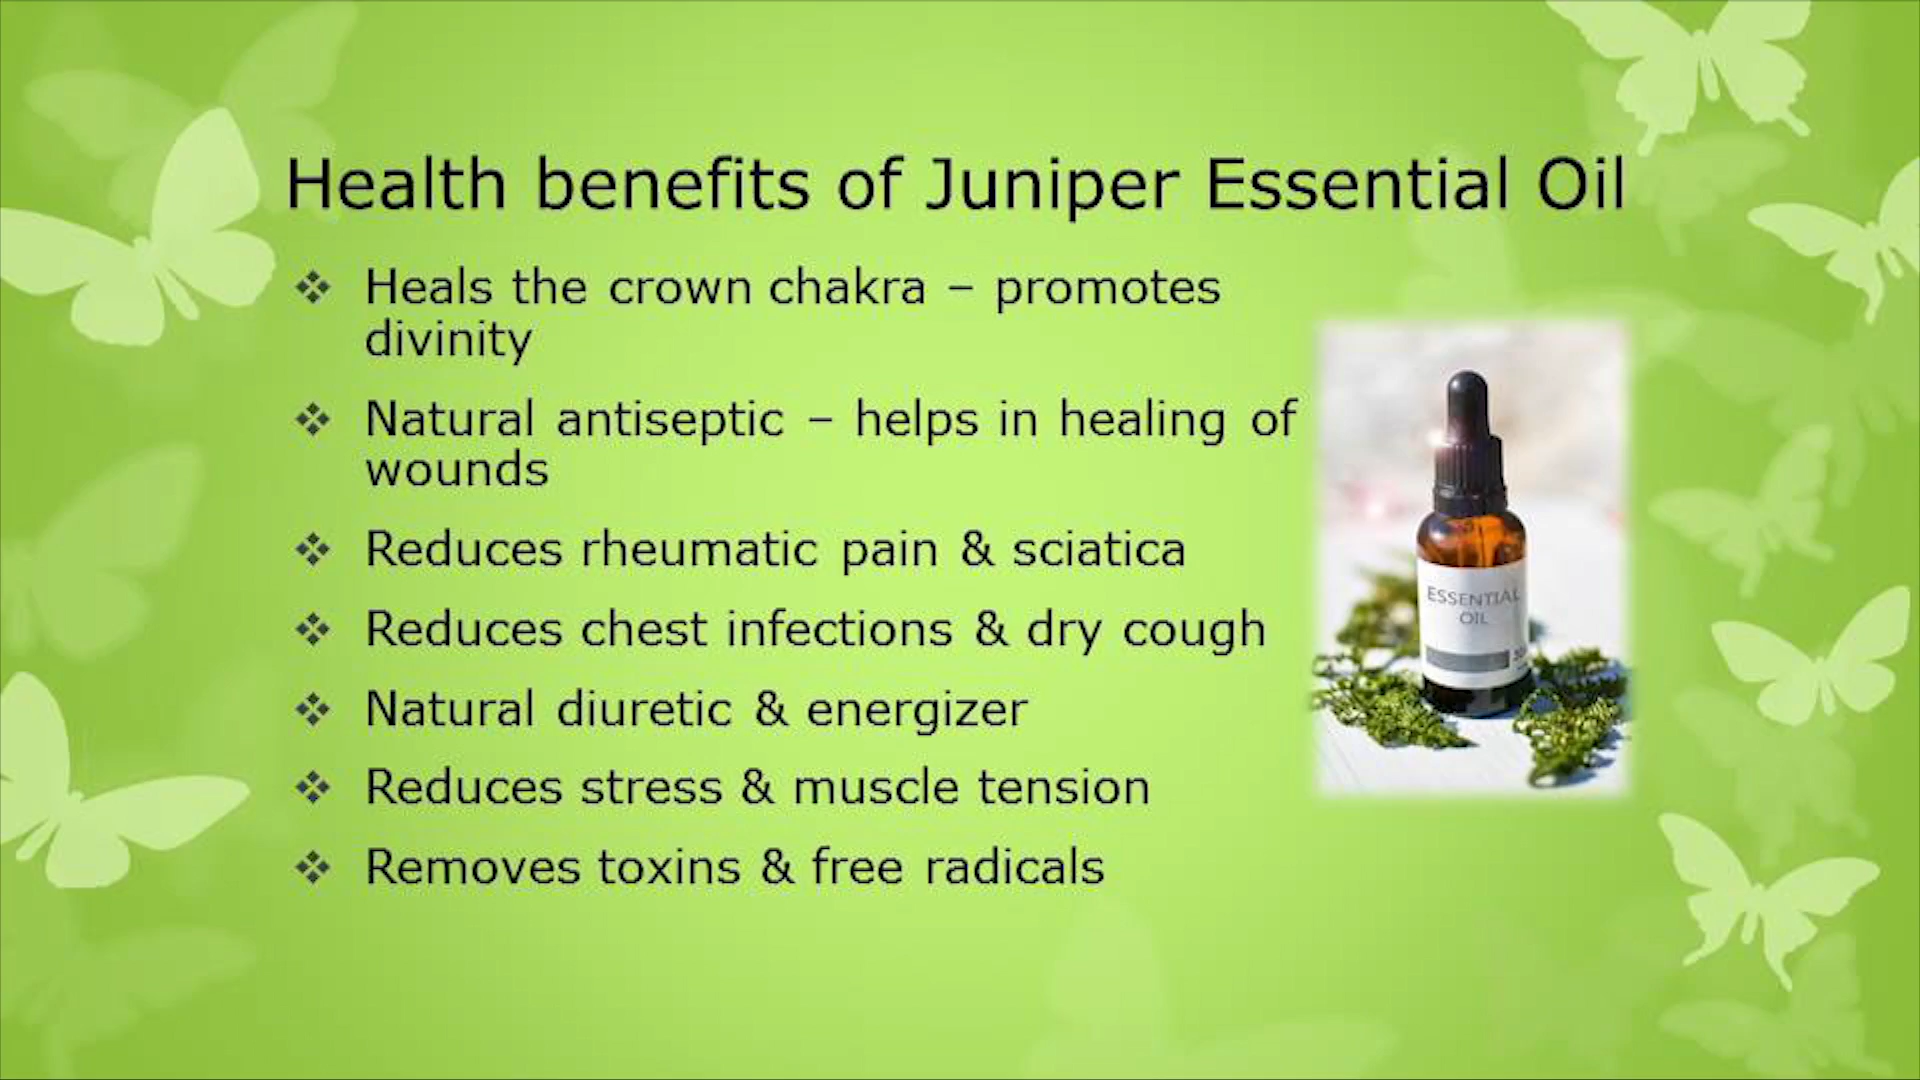 Health benefits of Juniper Essential Oil
Heals the crown chakra – promotes
divinity
Natural antiseptic – helps in healing of
wounds
Reduces rheumatic pain & sciatica
Reduces chest infections & dry cough
Natural diuretic & energizer
Reduces stress & muscle tension
Removes toxins & free radicals
ESSENTIAL
OIL